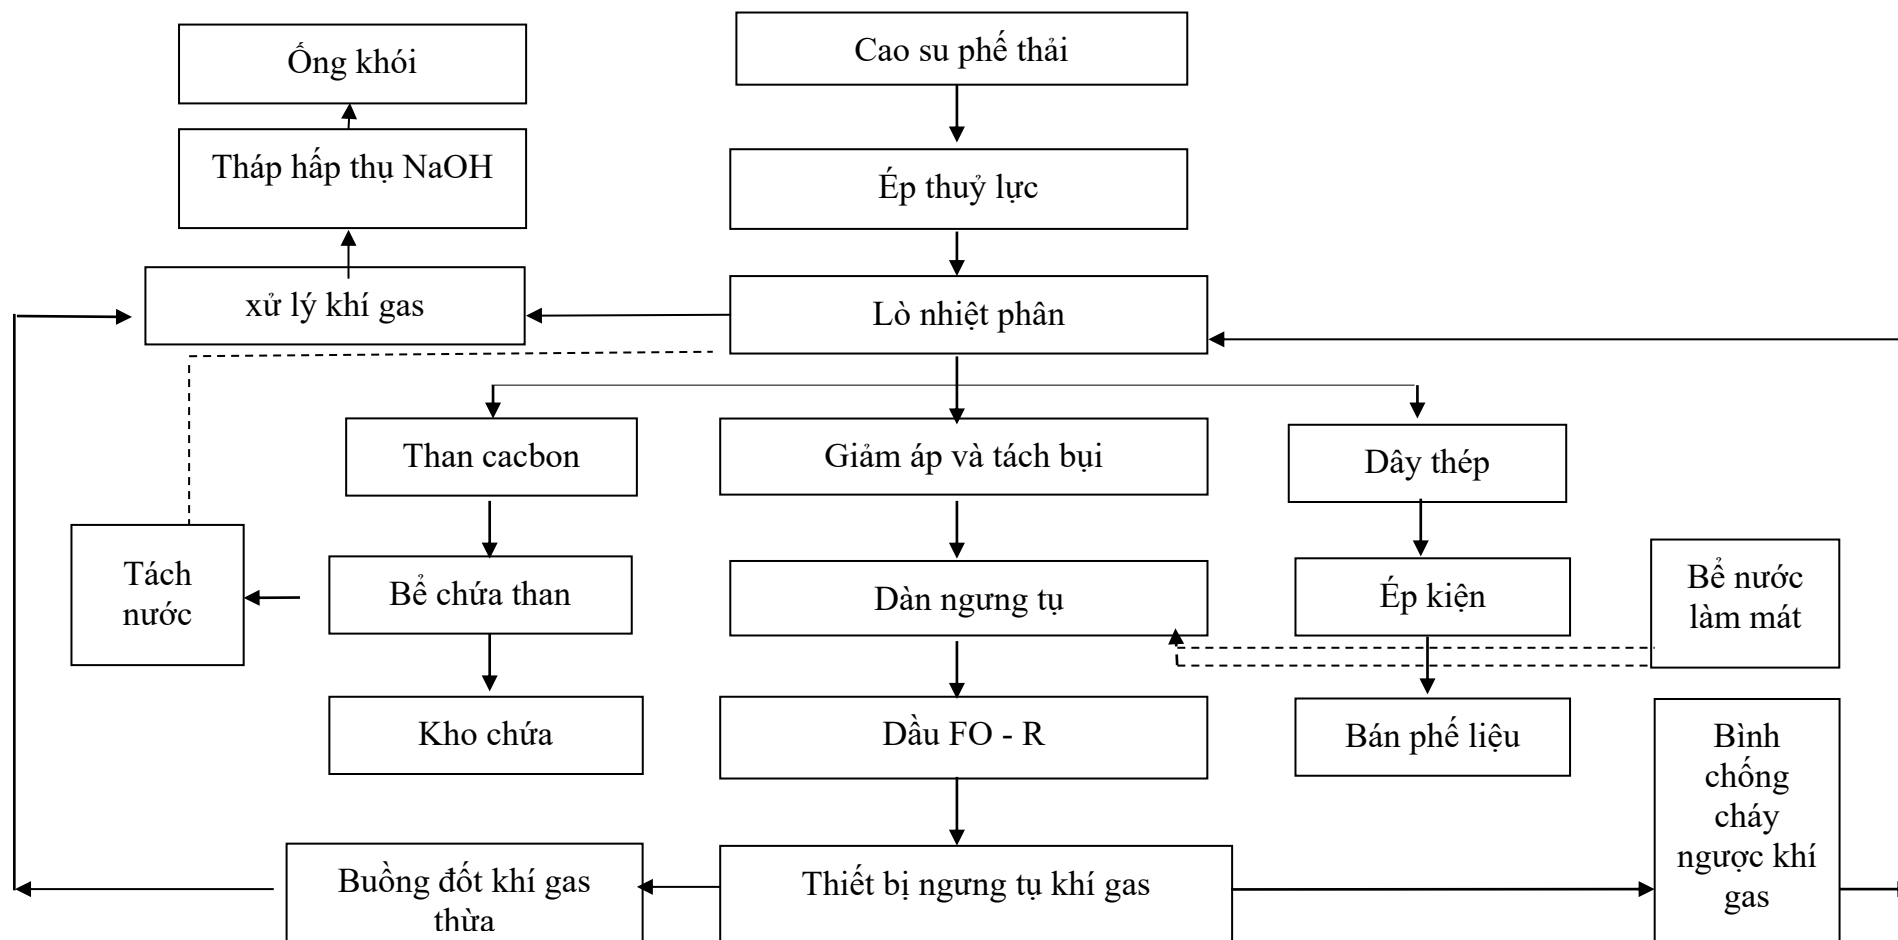 Ống khói
Cao su phế thải
Tháp hấp thụ NaOH
Ép thuỷ lực
xử lý khí gas
Lò nhiệt phân
Than cacbon
Giảm áp và tách bụi
Dây thép
Tách
nước
Bể chứa than
Dàn ngưng tụ
Ép kiện
Bể nước
làm mát
Kho chứa
Dầu FO - R
Bán phế liệu
Bình
chống
cháy
ngược khí
gas
Buồng đốt khí gas
thừa
Thiết bị ngưng tụ khí gas